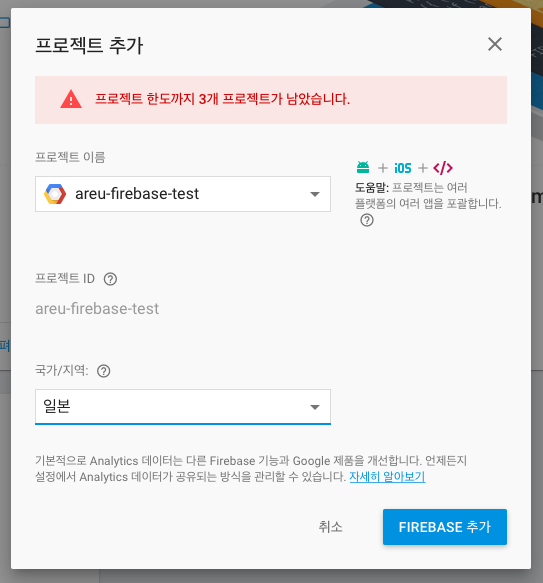 프로젝트 추가
프로젝트 한도까지 3개 프로젝트가 남았습니다.
프로젝트 이름
areu-firebase-test
+ iOS + </>
도움말: 프로젝트는 여러
플랫폼의 여러 앱을 포괄합니다.
프로젝트 ID
areu-firebase-test
국가/지역:
일본
기본적으로 Analytics 데이터는 다른 Firebase 기능과 Google 제품을 개선합니다. 언제든지
설정에서 Analytics 데이터가 공유되는 방식을 관리할 수 있습니다. 자세히 알아보기
취소
FIREBASE 추가